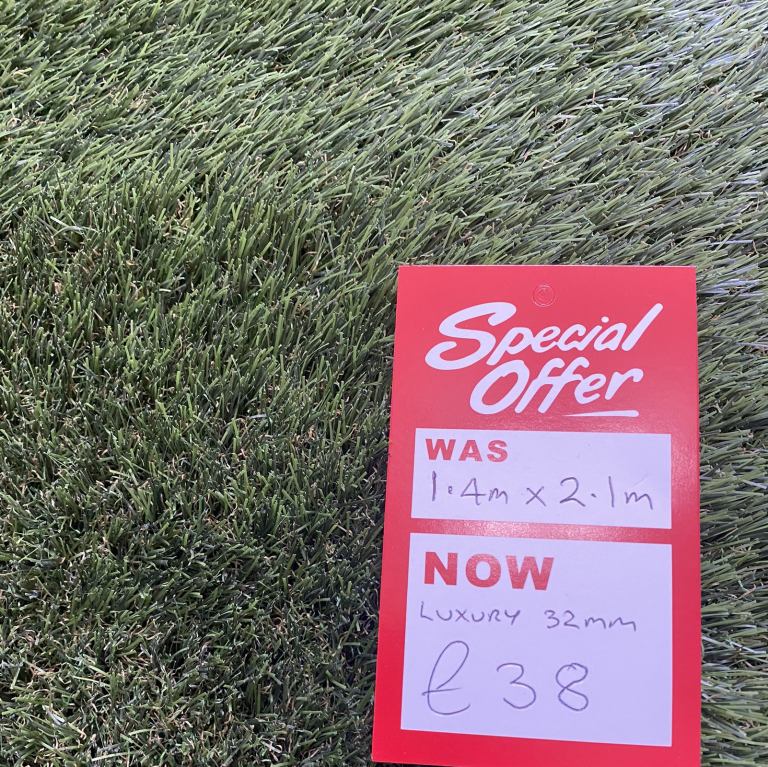 Special
Offer
WAS
1.4m x 2.1m
NOW
LUXURY 32mm
£38